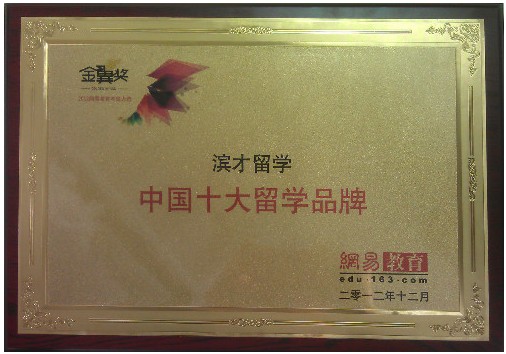 金翼奖
滨才留学
中国十大留学品牌
網易教育
edu·163·com
二零一二年十二月